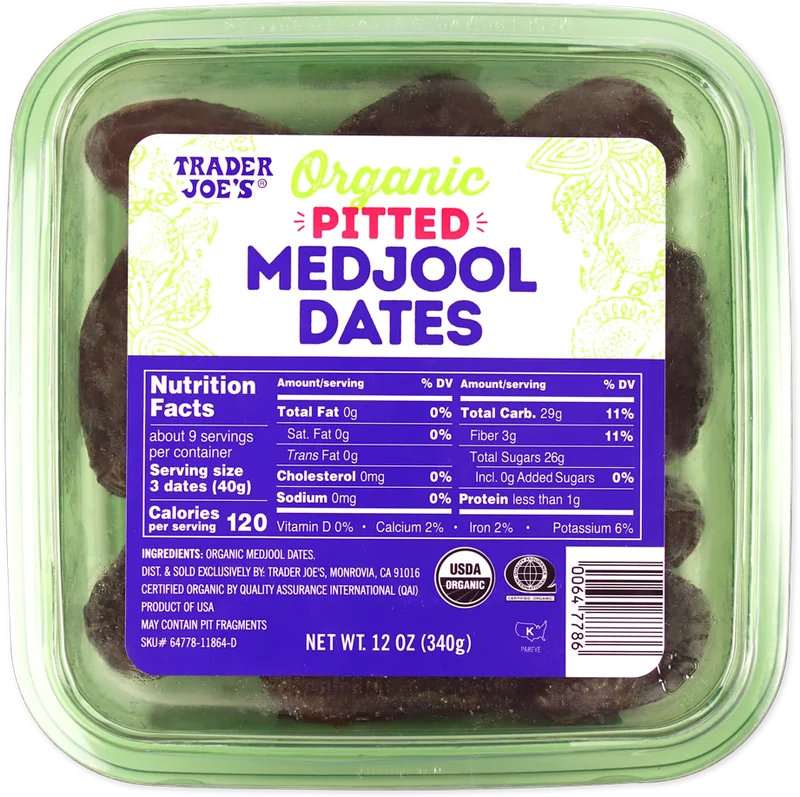 TRADER
JOE'S®
Organic
PITTED
MEDJOOL
DATES
Nutrition
Facts
about 9 servings
per container
Serving size
3 dates (40g)
Calories
per serving 120
Amount/serving % DV
Total Fat 0g 0%
Sat. Fat 0g 0%
Trans Fat 0g
Cholesterol 0mg 0%
Sodium 0mg 0%
Amount/serving % DV
Total Carb. 29g 11%
Fiber 3g 11%
Total Sugars 26g
Incl. 0g Added Sugars 0%
Protein less than 1g
Vitamin D 0% • Calcium 2% • Iron 2% • Potassium 6%
INGREDIENTS: ORGANIC MEDJOOL DATES.
DIST. & SOLD EXCLUSIVELY BY: TRADER JOE'S, MONROVIA, CA 91016
CERTIFIED ORGANIC BY QUALITY ASSURANCE INTERNATIONAL (QAI)
PRODUCT OF USA
MAY CONTAIN PIT FRAGMENTS
SKU# 64778-11864-D
NET WT. 12 OZ (340g)
USDA
ORGANIC
CERTIFIED ORGANIC
K
PAREVE
0064 7786